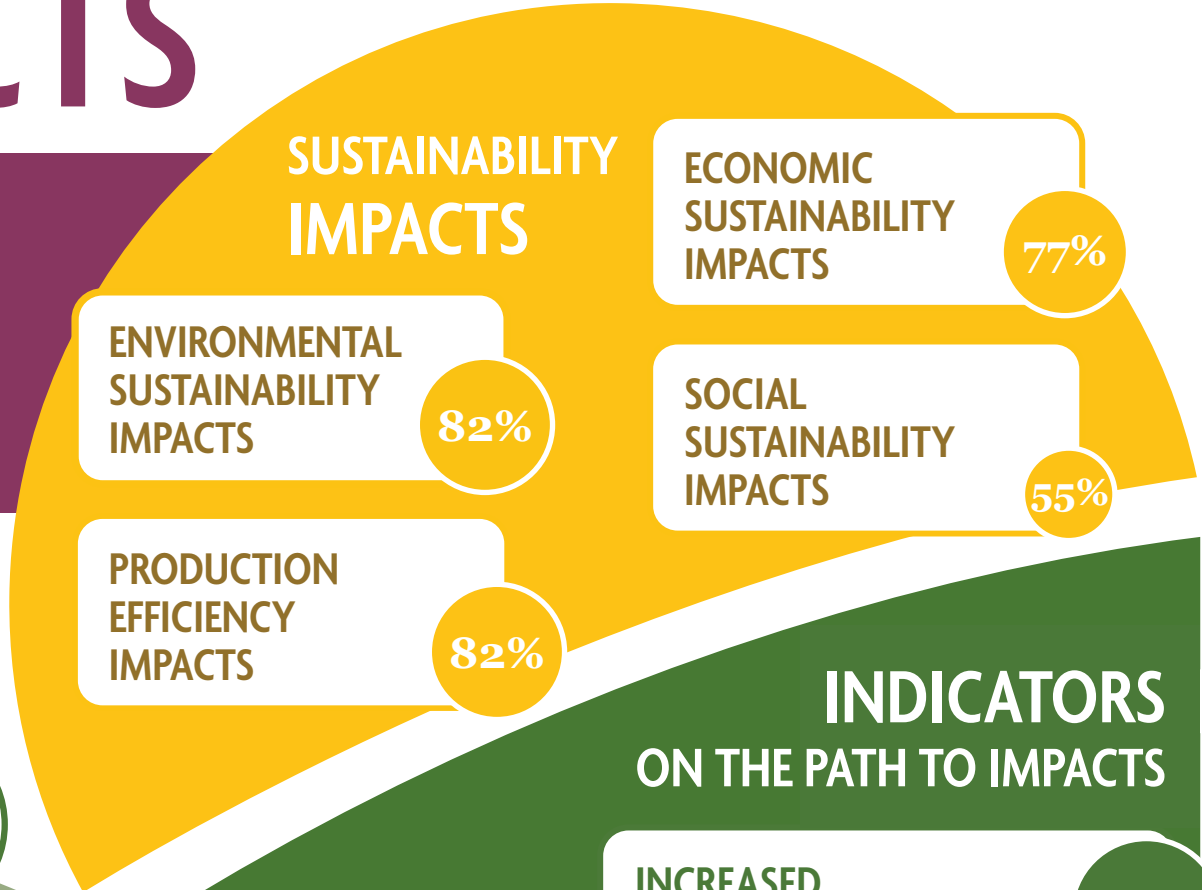 CTS
SUSTAINABILITY
IMPACTS
ECONOMIC
SUSTAINABILITY
IMPACTS
77%
ENVIRONMENTAL
SUSTAINABILITY
IMPACTS
82%
SOCIAL
SUSTAINABILITY
IMPACTS
55%
PRODUCTION
EFFICIENCY
IMPACTS
82%
INDICATORS
ON THE PATH TO IMPACTS
INCREASED